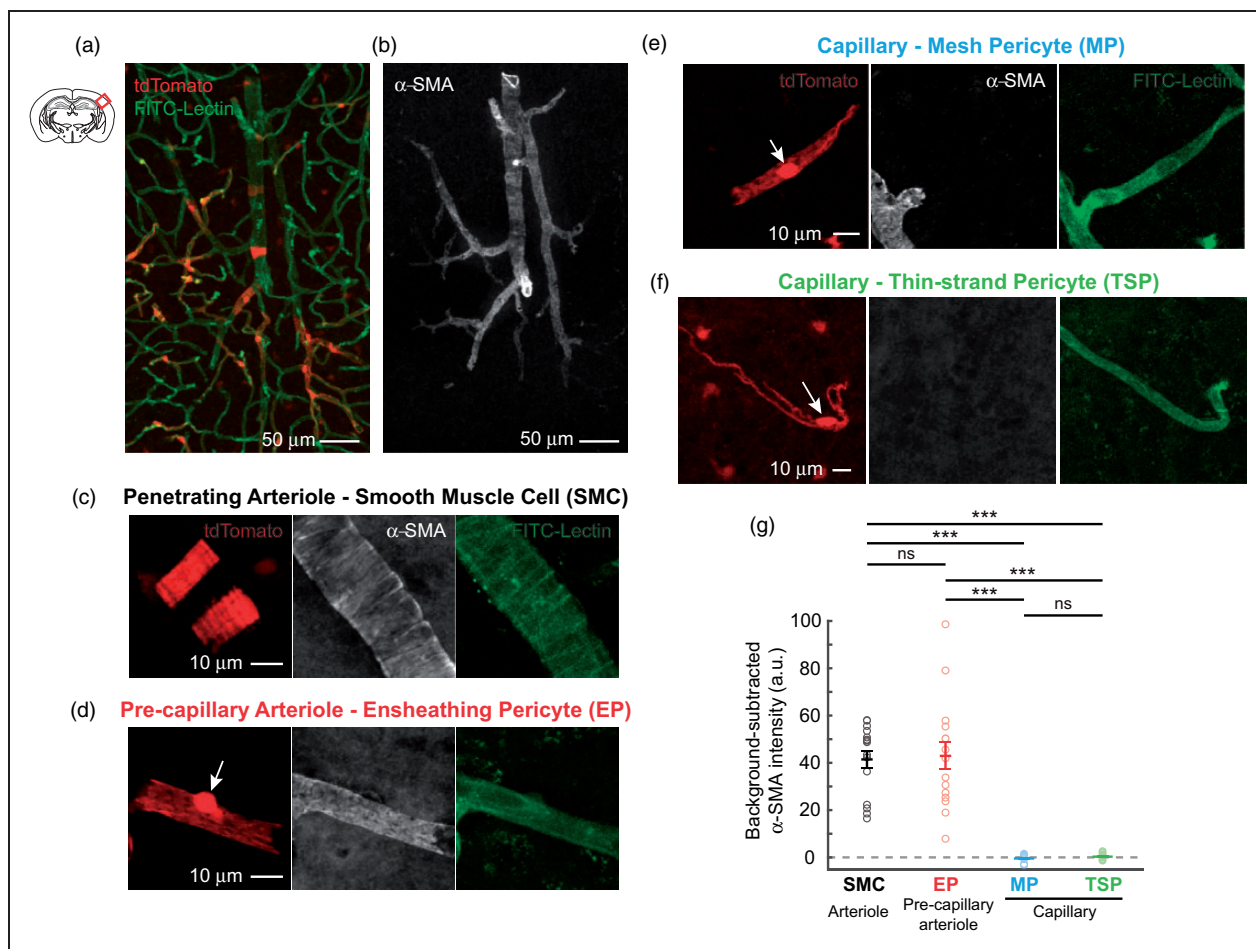 (a)
tdTomato
FITC-Lectin
50 μm
(b)
α-SMA
50 μm
(c) Penetrating Arteriole - Smooth Muscle Cell (SMC)
tdTomato
α-SMA
FITC-Lectin
10 μm
(d) Pre-capillary Arteriole - Ensheathing Pericyte (EP)
10 μm
(e) Capillary - Mesh Pericyte (MP)
tdTomato
α-SMA
FITC-Lectin
10 μm
(f) Capillary - Thin-strand Pericyte (TSP)
10 μm
(g)
***
***
ns
***
***
ns
Background-subtracted
α-SMA intensity (a.u.)
100
80
60
40
20
0
SMC EP MP TSP
Arteriole Pre-capillary Capillary
arteriole